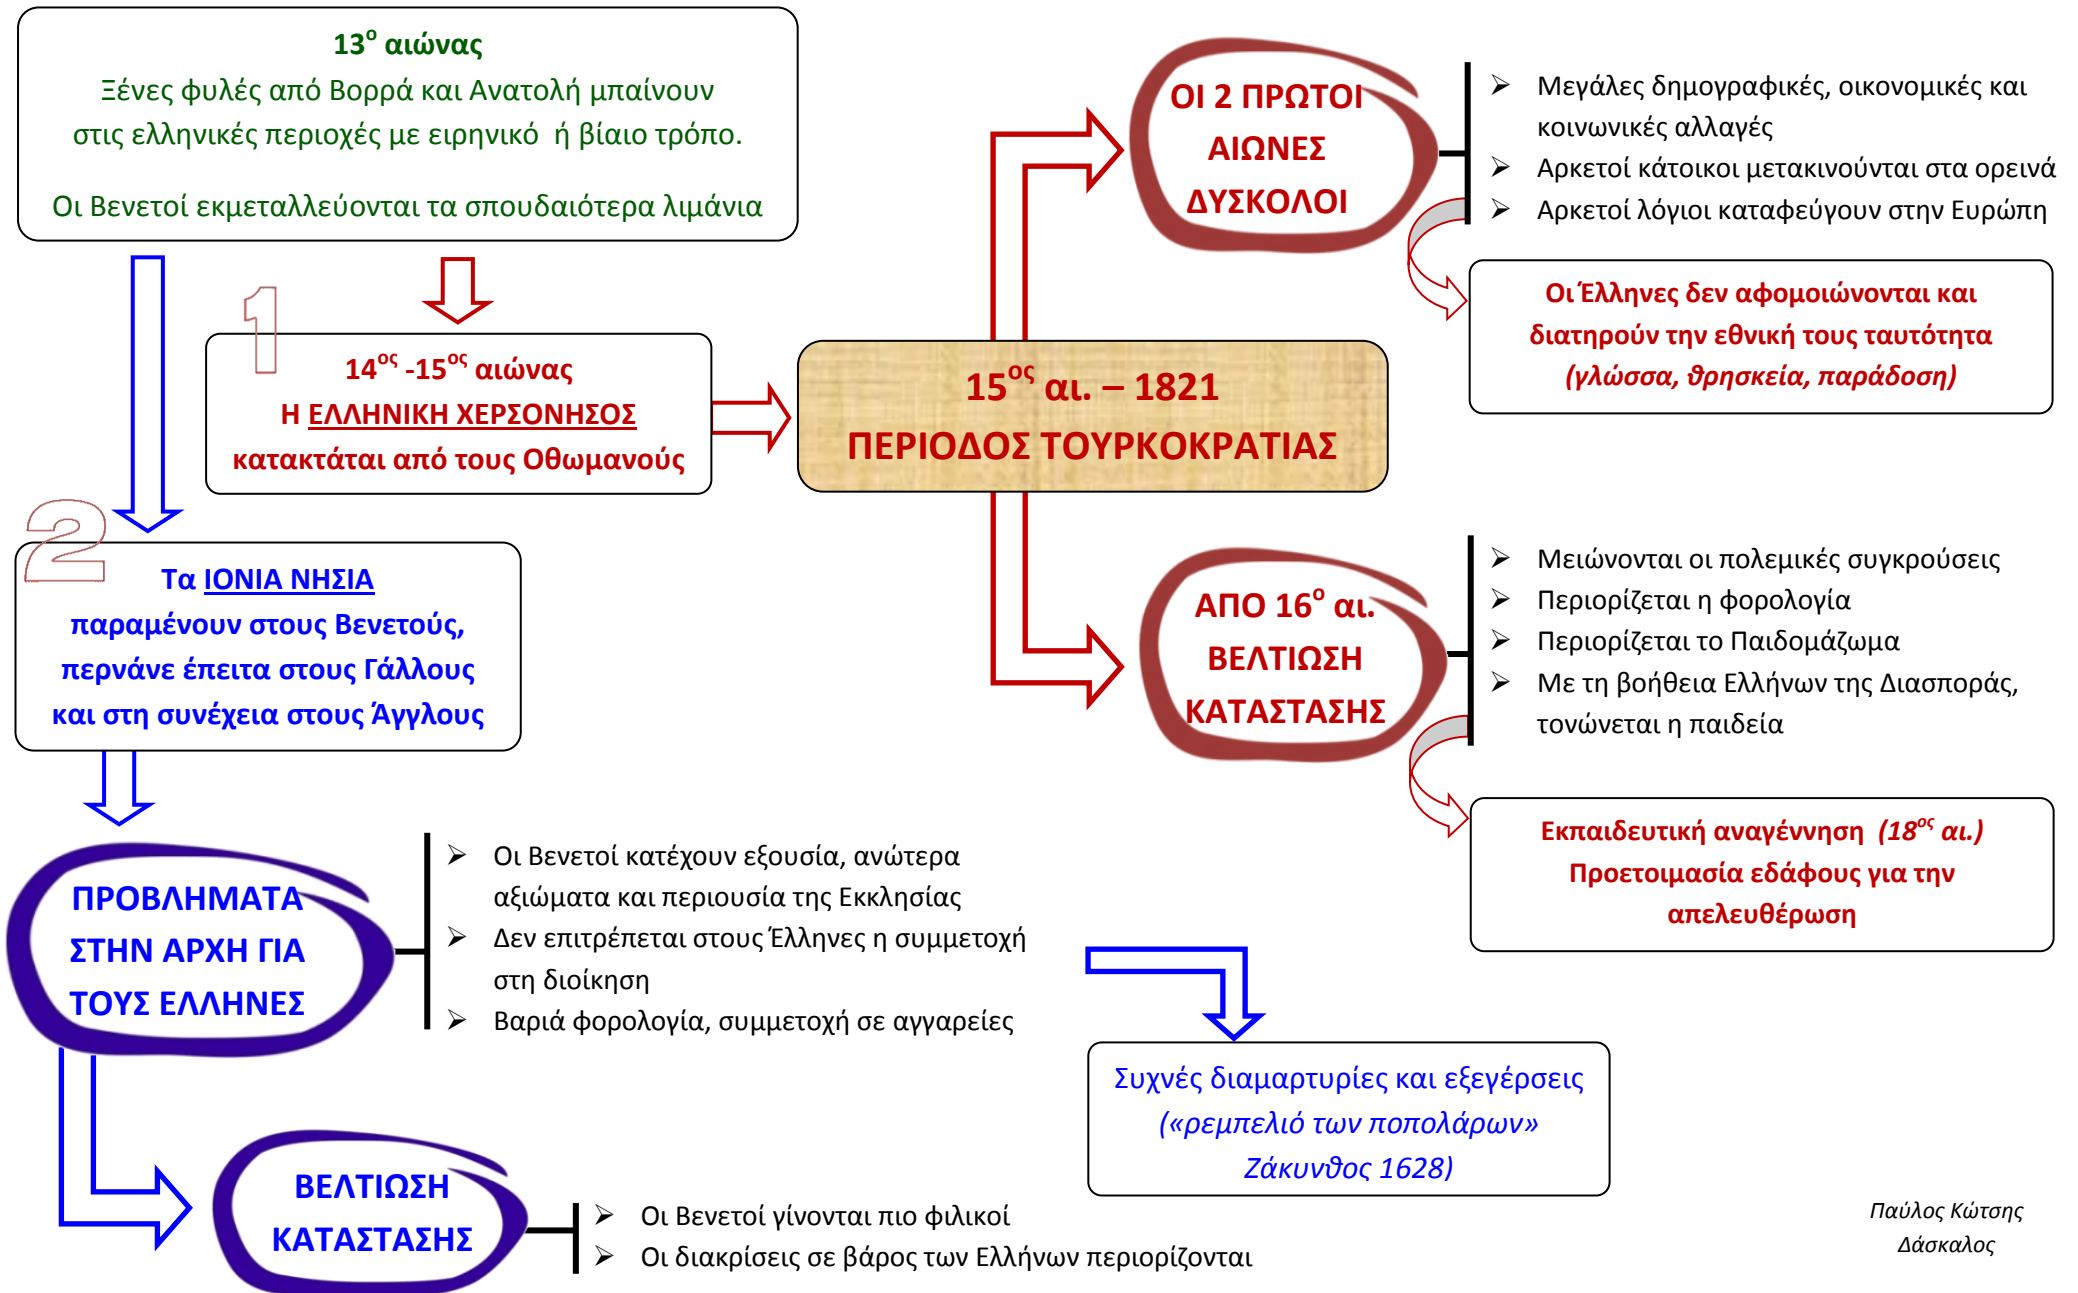 13ο αιώνας
Ξένες φυλές από Βορρά και Ανατολή μπαίνουν
στις ελληνικές περιοχές με ειρηνικό ή βίαιο τρόπο.
Οι Βενετοί εκμεταλλεύονται τα σπουδαιότερα λιμάνια
1
14ος -15ος αιώνας
Η ΕΛΛΗΝΙΚΗ ΧΕΡΣΟΝΗΣΟΣ
κατακτάται από τους Οθωμανούς
15ος αι. – 1821
ΠΕΡΙΟΔΟΣ ΤΟΥΡΚΟΚΡΑΤΙΑΣ
ΟΙ 2 ΠΡΩΤΟΙ
ΑΙΩΝΕΣ
ΔΥΣΚΟΛΟΙ
Μεγάλες δημογραφικές, οικονομικές και
κοινωνικές αλλαγές
Αρκετοί κάτοικοι μετακινούνται στα ορεινά
Αρκετοί λόγιοι καταφεύγουν στην Ευρώπη
Οι Έλληνες δεν αφομοιώνονται και
διατηρούν την εθνική τους ταυτότητα
(γλώσσα, θρησκεία, παράδοση)
ΑΠΟ 16ο αι.
ΒΕΛΤΙΩΣΗ
ΚΑΤΑΣΤΑΣΗΣ
Μειώνονται οι πολεμικές συγκρούσεις
Περιορίζεται η φορολογία
Περιορίζεται το Παιδομάζωμα
Με τη βοήθεια Ελλήνων της Διασποράς,
τονώνεται η παιδεία
Εκπαιδευτική αναγέννηση (18ος αι.)
Προετοιμασία εδάφους για την
απελευθέρωση
2
Τα ΙΟΝΙΑ ΝΗΣΙΑ
παραμένουν στους Βενετούς,
περνάνε έπειτα στους Γάλλους
και στη συνέχεια στους Άγγλους
ΠΡΟΒΛΗΜΑΤΑ
ΣΤΗΝ ΑΡΧΗ ΓΙΑ
ΤΟΥΣ ΕΛΛΗΝΕΣ
Οι Βενετοί κατέχουν εξουσία, ανώτερα
αξιώματα και περιουσία της Εκκλησίας
Δεν επιτρέπεται στους Έλληνες η συμμετοχή
στη διοίκηση
Βαριά φορολογία, συμμετοχή σε αγγαρείες
Συχνές διαμαρτυρίες και εξεγέρσεις
(«ρεμπελιό των ποπολάρων»
Ζάκυνθος 1628)
ΒΕΛΤΙΩΣΗ
ΚΑΤΑΣΤΑΣΗΣ
Οι Βενετοί γίνονται πιο φιλικοί
Οι διακρίσεις σε βάρος των Ελλήνων περιορίζονται
Παύλος Κώτσης
Δάσκαλος